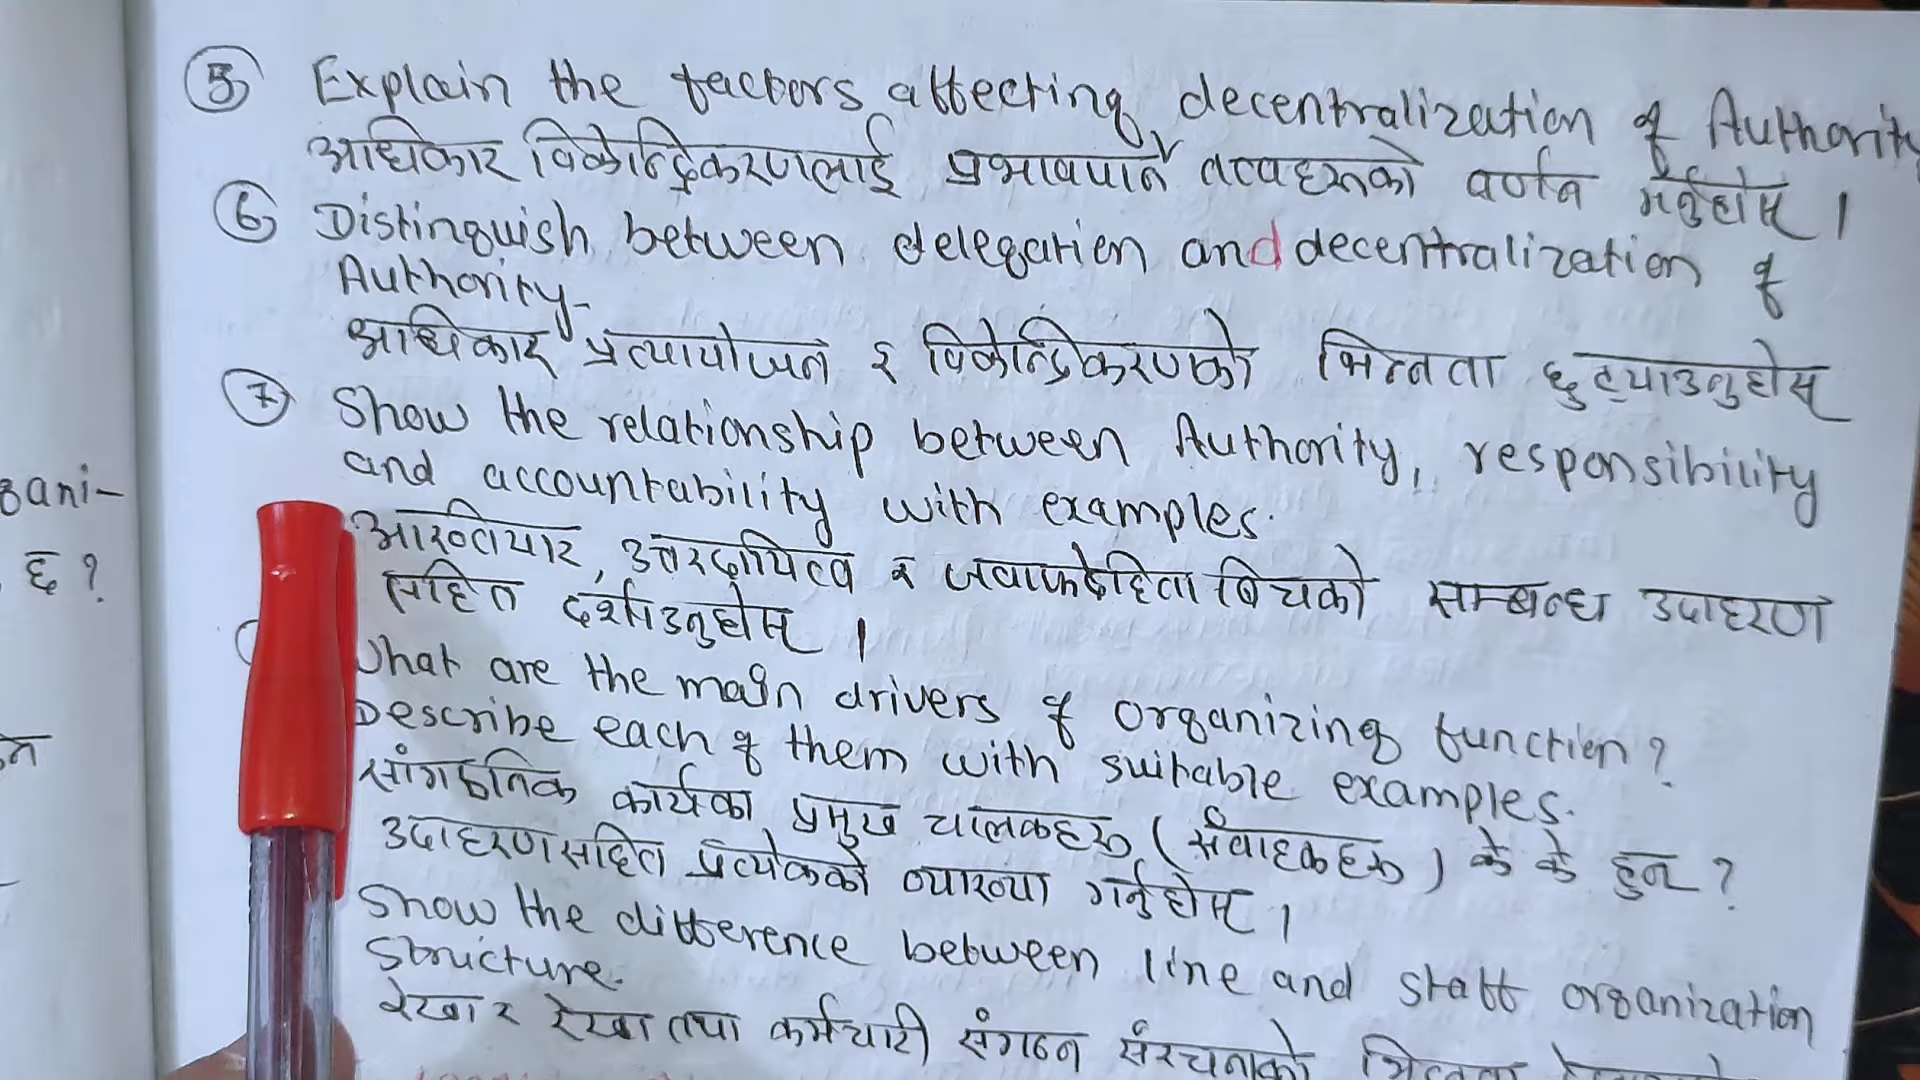 5 Explain the factors affecting decentralization of Authority
अधिकार विकेन्द्रिकरणलाई प्रभावपार्ने तत्वहरुको वर्णन गर्नुहोस् ।
6 Distinguish between delegation and decentralization of
Authority-
अधिकार प्रत्यायोजन र विकेन्द्रिकरणको भिन्नता छुट्याउनुहोस्
7 Show the relationship between Authority, responsibility
and accountability with examples.
अख्तियार, उत्तरदायित्व र जवाफदेहिता बिचको सम्बन्ध उदाहरण
सहित दर्शाउनुहोस् ।
What are the main drivers of organizing function?
Describe each of them with suitable examples.
सांगठनिक कार्यका प्रमुख चालकहरु (संवाहकहरु) के के हुन ?
उदाहरणसहित प्रत्येकको व्याख्या गर्नुहोस् ।
Show the difference between line and staff organization
structure.
रेखा र रेखा तथा कर्मचारी संगठन संरचनाको
gani-
छ ?